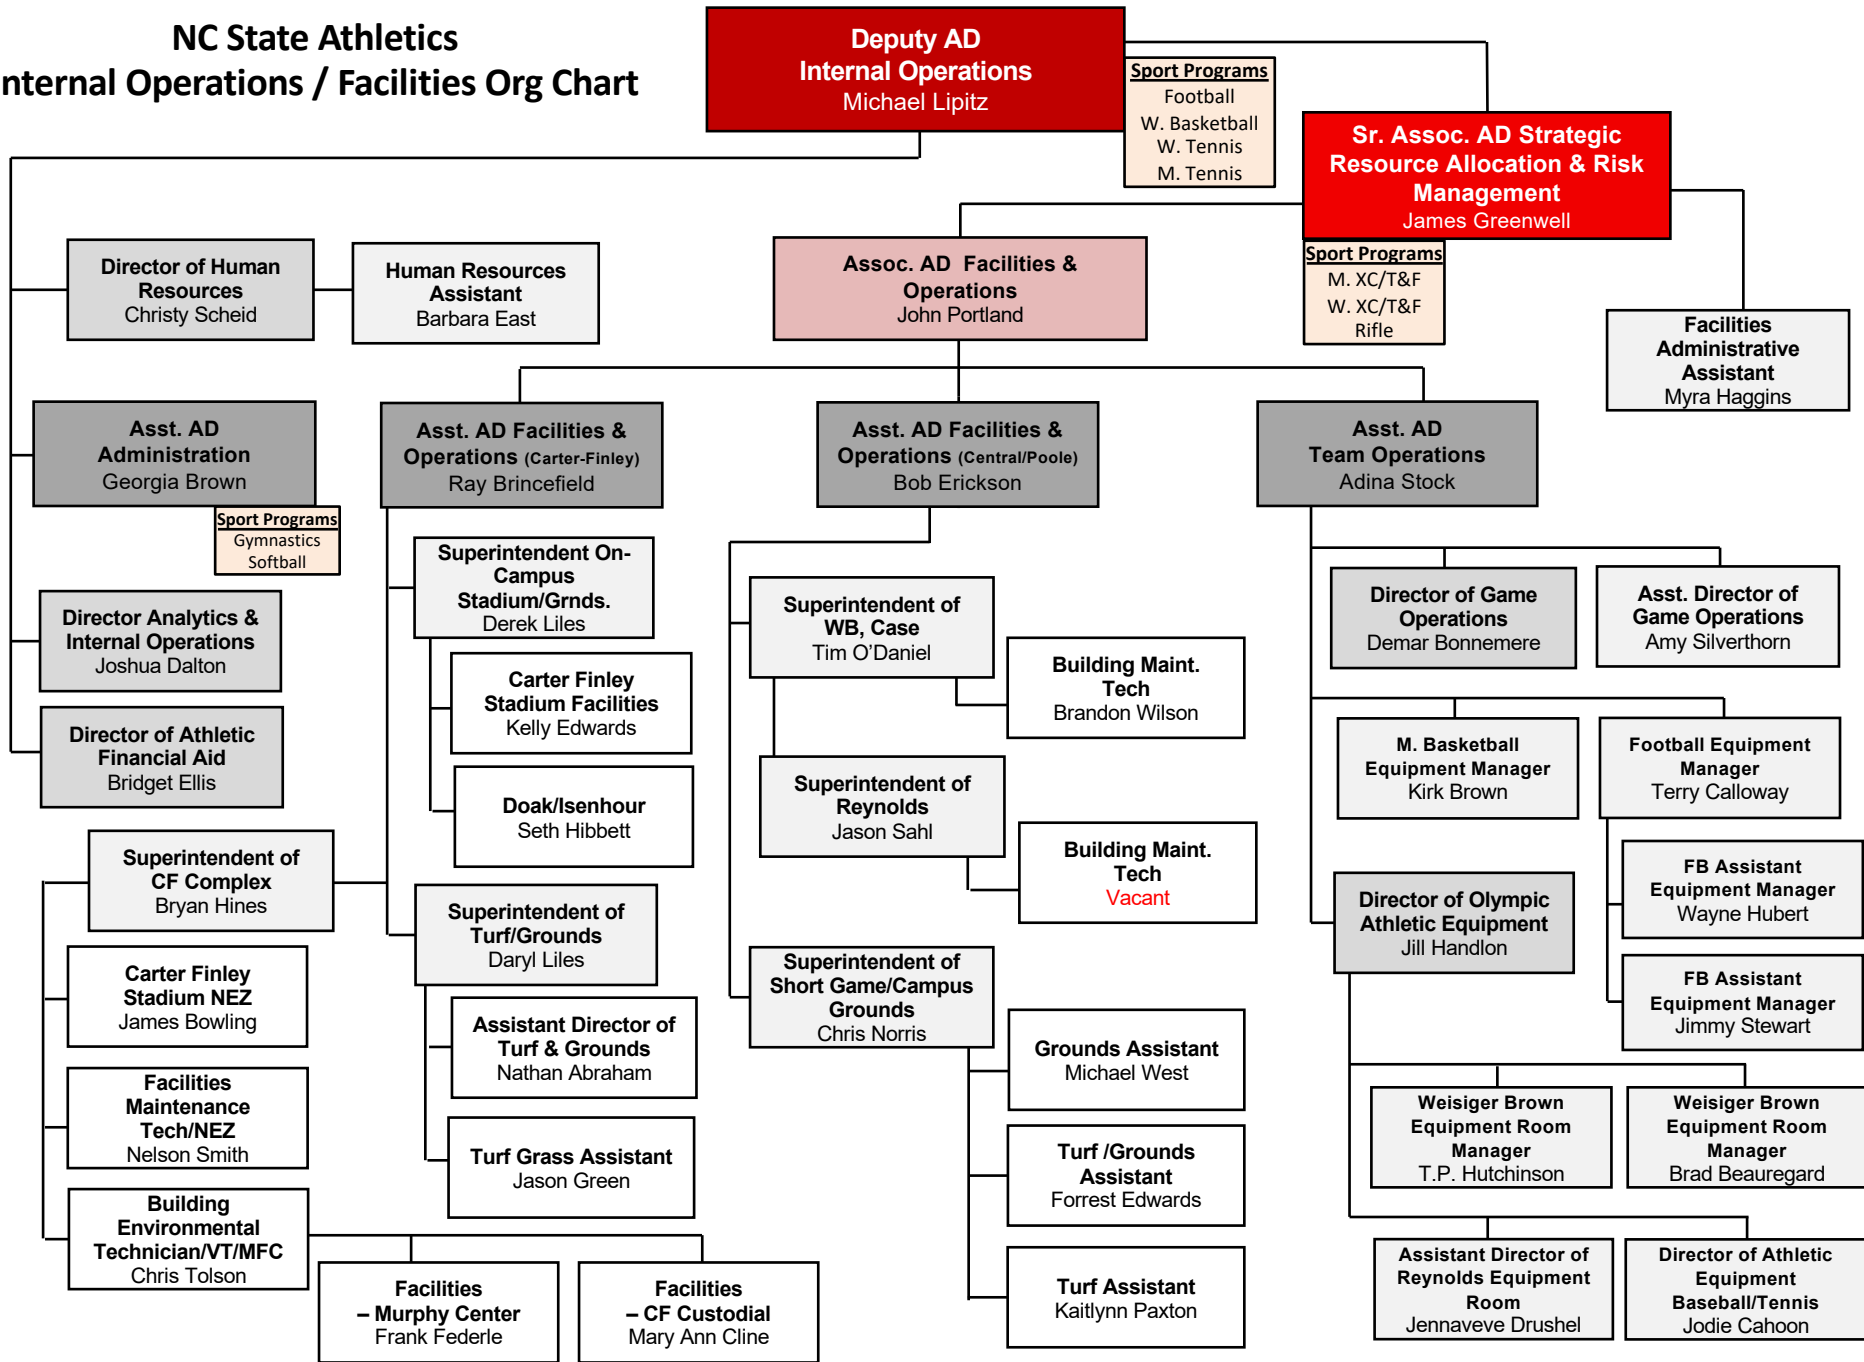 NC State Athletics
nternal Operations / Facilities Org Chart
Deputy AD
Internal Operations
Michael Lipitz
Sport Programs
Football
W. Basketball
W. Tennis
M. Tennis
Sr. Assoc. AD Strategic
Resource Allocation & Risk
Management
James Greenwell
Sport Programs
M. XC/T&F
W. XC/T&F
Rifle
Director of Human
Resources
Christy Scheid
Human Resources
Assistant
Barbara East
Assoc. AD Facilities &
Operations
John Portland
Facilities
Administrative
Assistant
Myra Haggins
Asst. AD
Administration
Georgia Brown
Sport Programs
Gymnastics
Softball
Asst. AD Facilities &
Operations (Carter-Finley)
Ray Brincefield
Asst. AD Facilities &
Operations (Central/Poole)
Bob Erickson
Asst. AD
Team Operations
Adina Stock
Director Analytics &
Internal Operations
Joshua Dalton
Director of Athletic
Financial Aid
Bridget Ellis
Superintendent On-
Campus
Stadium/Grnds.
Derek Liles
Carter Finley
Stadium Facilities
Kelly Edwards
Doak/Isenhour
Seth Hibbett
Superintendent of
CF Complex
Bryan Hines
Carter Finley
Stadium NEZ
James Bowling
Facilities
Maintenance
Tech/NEZ
Nelson Smith
Building
Environmental
Technician/VT/MFC
Chris Tolson
Facilities
– Murphy Center
Frank Federle
Facilities
– CF Custodial
Mary Ann Cline
Superintendent of
Turf/Grounds
Daryl Liles
Assistant Director of
Turf & Grounds
Nathan Abraham
Turf Grass Assistant
Jason Green
Superintendent of
WB, Case
Tim O’Daniel
Building Maint.
Tech
Brandon Wilson
Superintendent of
Reynolds
Jason Sahl
Building Maint.
Tech
Vacant
Superintendent of
Short Game/Campus
Grounds
Chris Norris
Grounds Assistant
Michael West
Turf /Grounds
Assistant
Forrest Edwards
Turf Assistant
Kaitlynn Paxton
Director of Game
Operations
Demar Bonnemere
Asst. Director of
Game Operations
Amy Silverthorn
M. Basketball
Equipment Manager
Kirk Brown
Football Equipment
Manager
Terry Calloway
FB Assistant
Equipment Manager
Wayne Hubert
FB Assistant
Equipment Manager
Jimmy Stewart
Director of Olympic
Athletic Equipment
Jill Handlon
Weisiger Brown
Equipment Room
Manager
T.P. Hutchinson
Weisiger Brown
Equipment Room
Manager
Brad Beauregard
Assistant Director of
Reynolds Equipment
Room
Jennaveve Drushel
Director of Athletic
Equipment
Baseball/Tennis
Jodie Cahoon